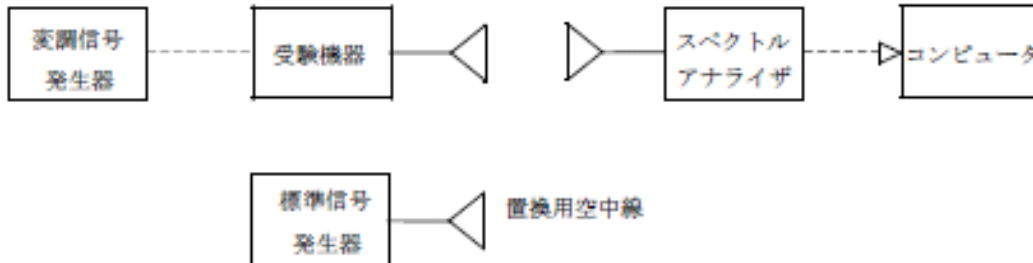 変調信号
発生器
受験機器
スペクトル
アナライザ
コンピュータ
標準信号
発生器
置換用空中線